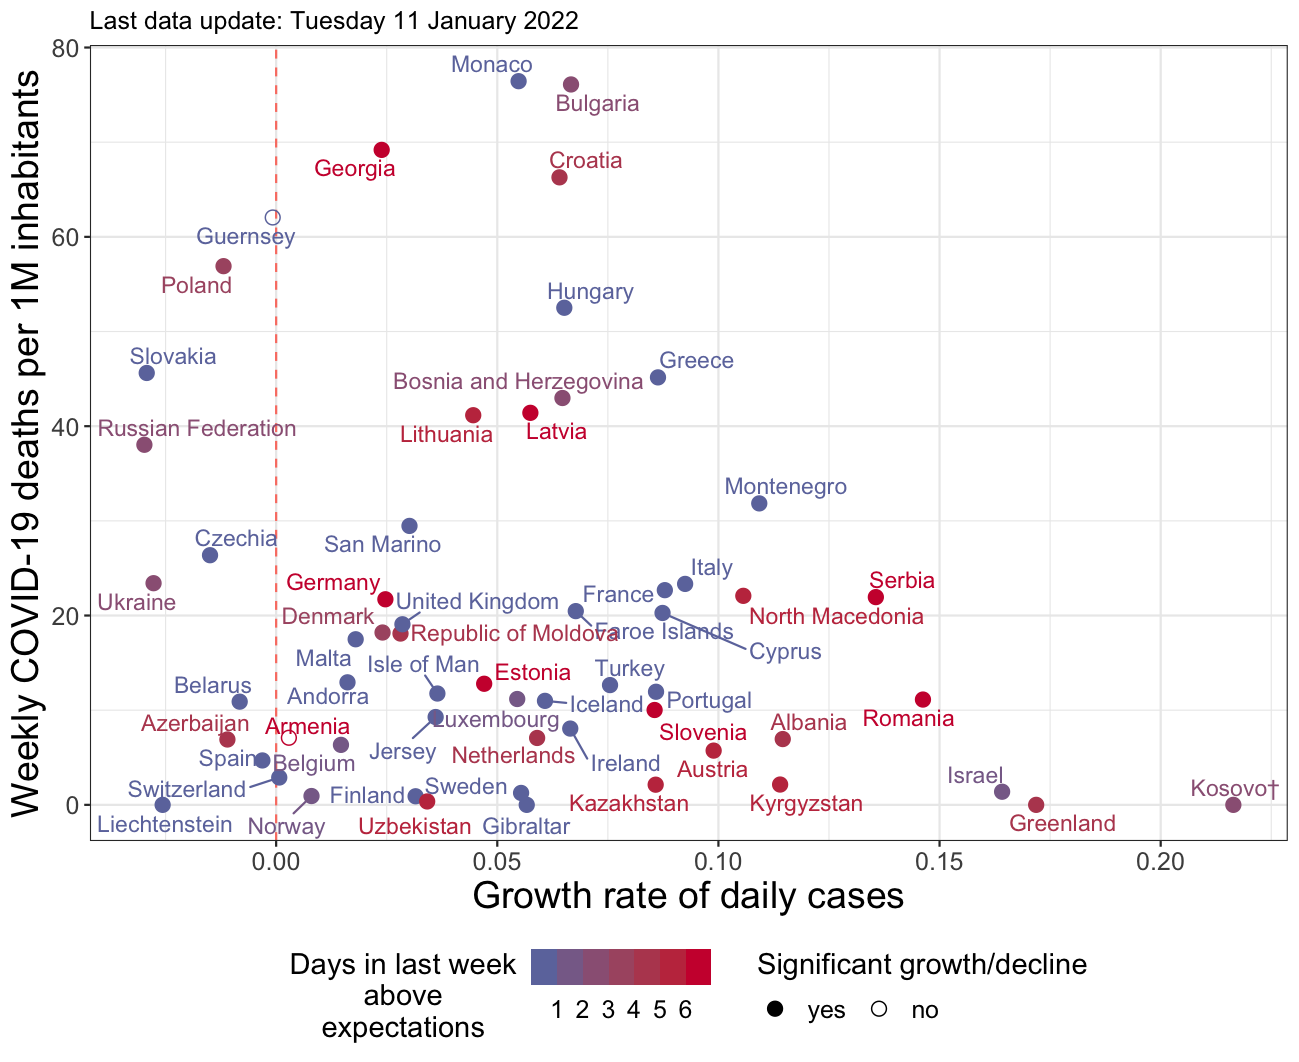 Last data update: Tuesday 11 January 2022
Weekly COVID-19 deaths per 1M inhabitants
80
60
40
20
0
Monaco
Bulgaria
Croatia
Georgia
Guernsey
Poland
Hungary
Slovakia
Greece
Bosnia and Herzegovina
Russian Federation
Lithuania
Latvia
Montenegro
Czechia
San Marino
Italy
Germany
Serbia
France
Ukraine
United Kingdom
Denmark
North Macedonia
Republic of Moldova
Faroe Islands
Cyprus
Malta
Isle of Man
Estonia
Turkey
Belarus
Andorra
Iceland
Portugal
Azerbaijan
Armenia
Luxembourg
Romania
Albania
Slovenia
Jersey
Netherlands
Spain
Belgium
Ireland
Austria
Israel
Switzerland
Finland
Sweden
Kosovo†
Kazakhstan
Kyrgyzstan
Liechtenstein
Norway
Uzbekistan
Gibraltar
Greenland
0.00 0.05 0.10 0.15 0.20
Growth rate of daily cases
Days in last week
above
expectations
1 2 3 4 5 6
Significant growth/decline
yes no